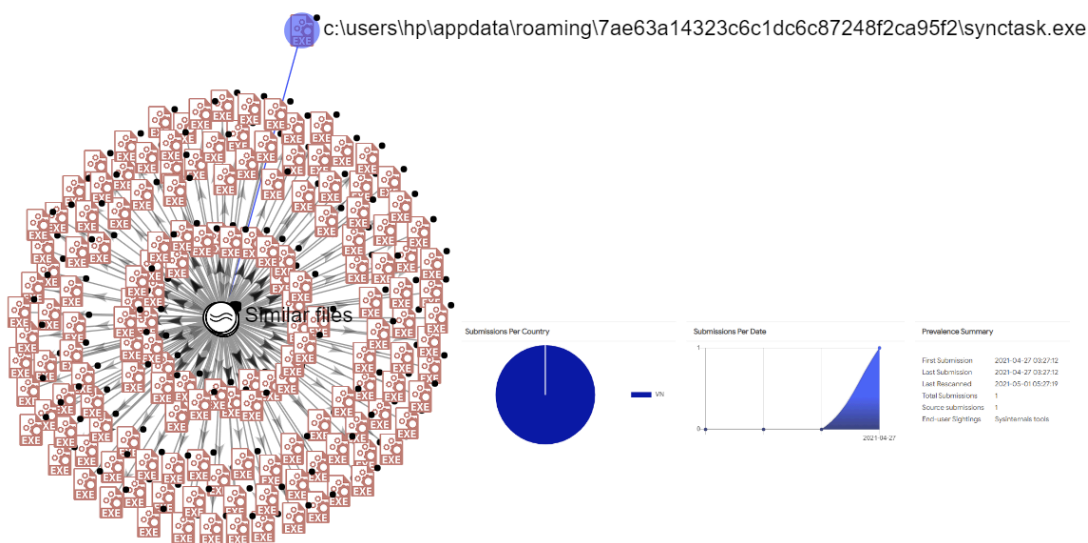 c:\users\hp\appdata\roaming\7ae63a14323c6c1dc6c87248f2ca95f2\synctask.exe
Similar files
Submissions Per Country
VN
Submissions Per Date
1
0
2021-04-27
Prevalence Summary
First Submission 2021-04-27 03:27:12
Last Submission 2021-04-27 03:27:12
Last Rescanned 2021-05-01 05:27:19
Total Submissions 1
Source submissions 1
End-user Sightings Sysinternals tools